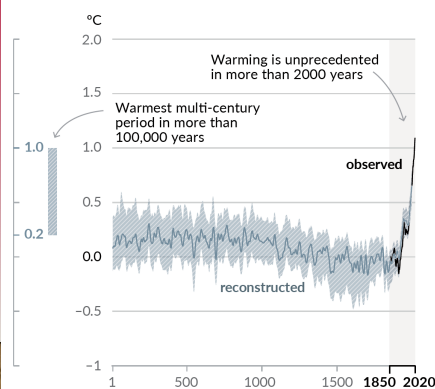 °C
2.0
Warming is unprecedented
in more than 2000 years
1.5
Warmest multi-century
period in more than
100,000 years
1.0
1.0
observed
0.5
0.2
0.0
reconstructed
−0.5
−1
1
500
1000
1500
1850
2020